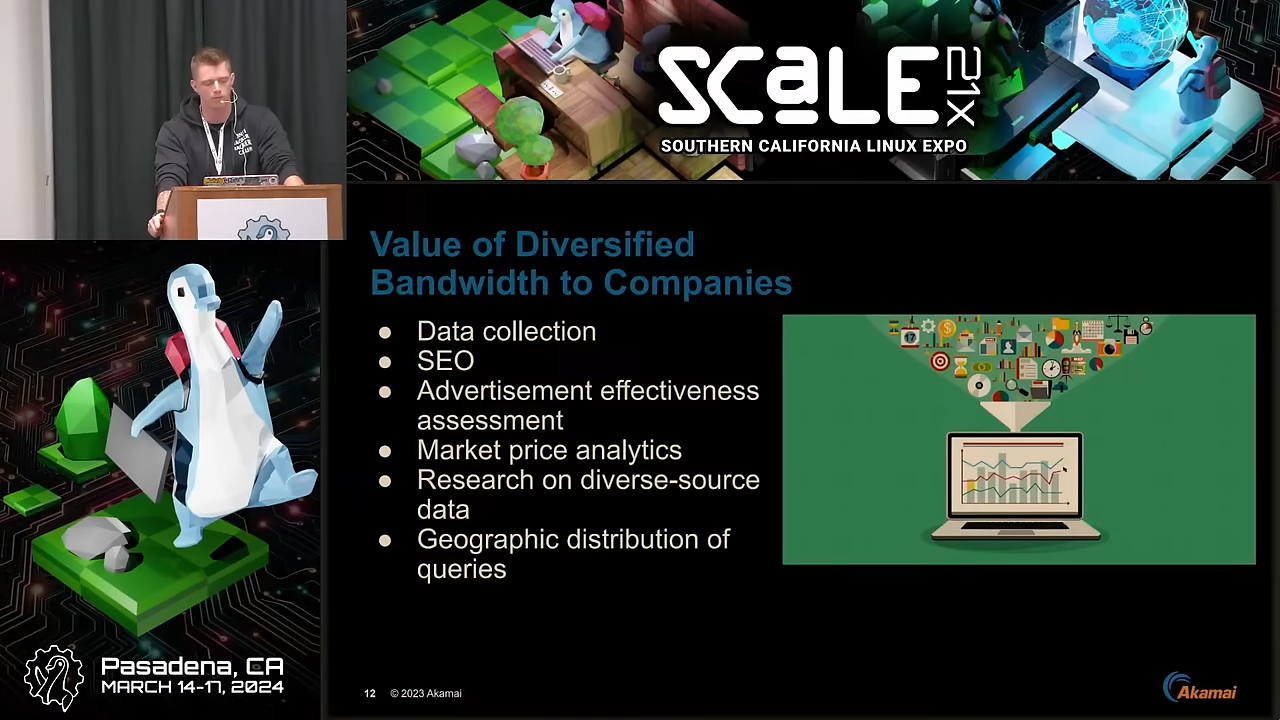 SCaLE 21X
SOUTHERN CALIFORNIA LINUX EXPO
Value of Diversified
Bandwidth to Companies
● Data collection
● SEO
● Advertisement effectiveness
assessment
● Market price analytics
● Research on diverse-source
data
● Geographic distribution of
queries
Pasadena, CA
MARCH 14-17, 2024
12 © 2023 Akamai
Akamai